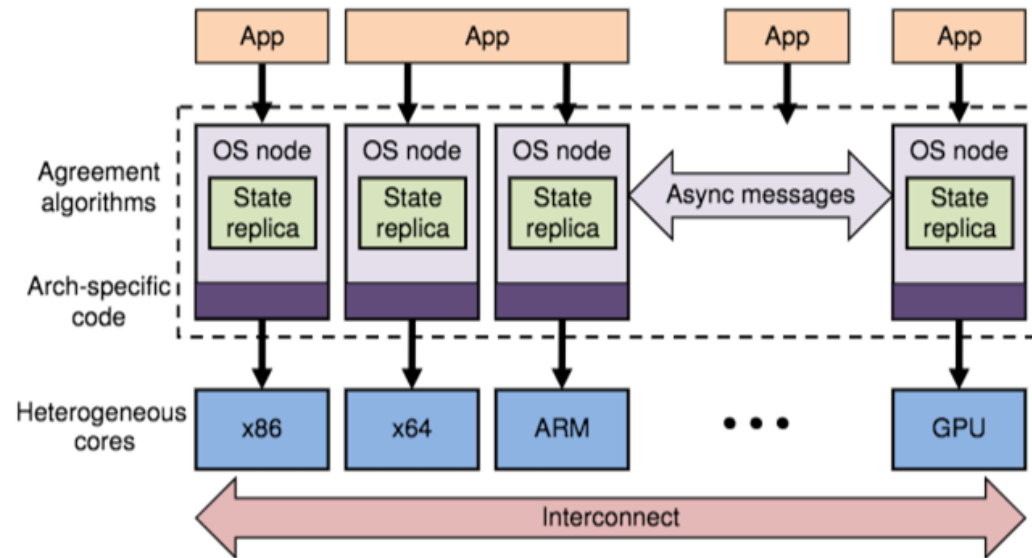 App
App
App
App
OS node
OS node
OS node
OS node
Agreement
algorithms
State
replica
State
replica
State
replica
Async messages
State
replica
Arch-specific
code
Heterogeneous
cores
x86
x64
ARM
GPU
Interconnect